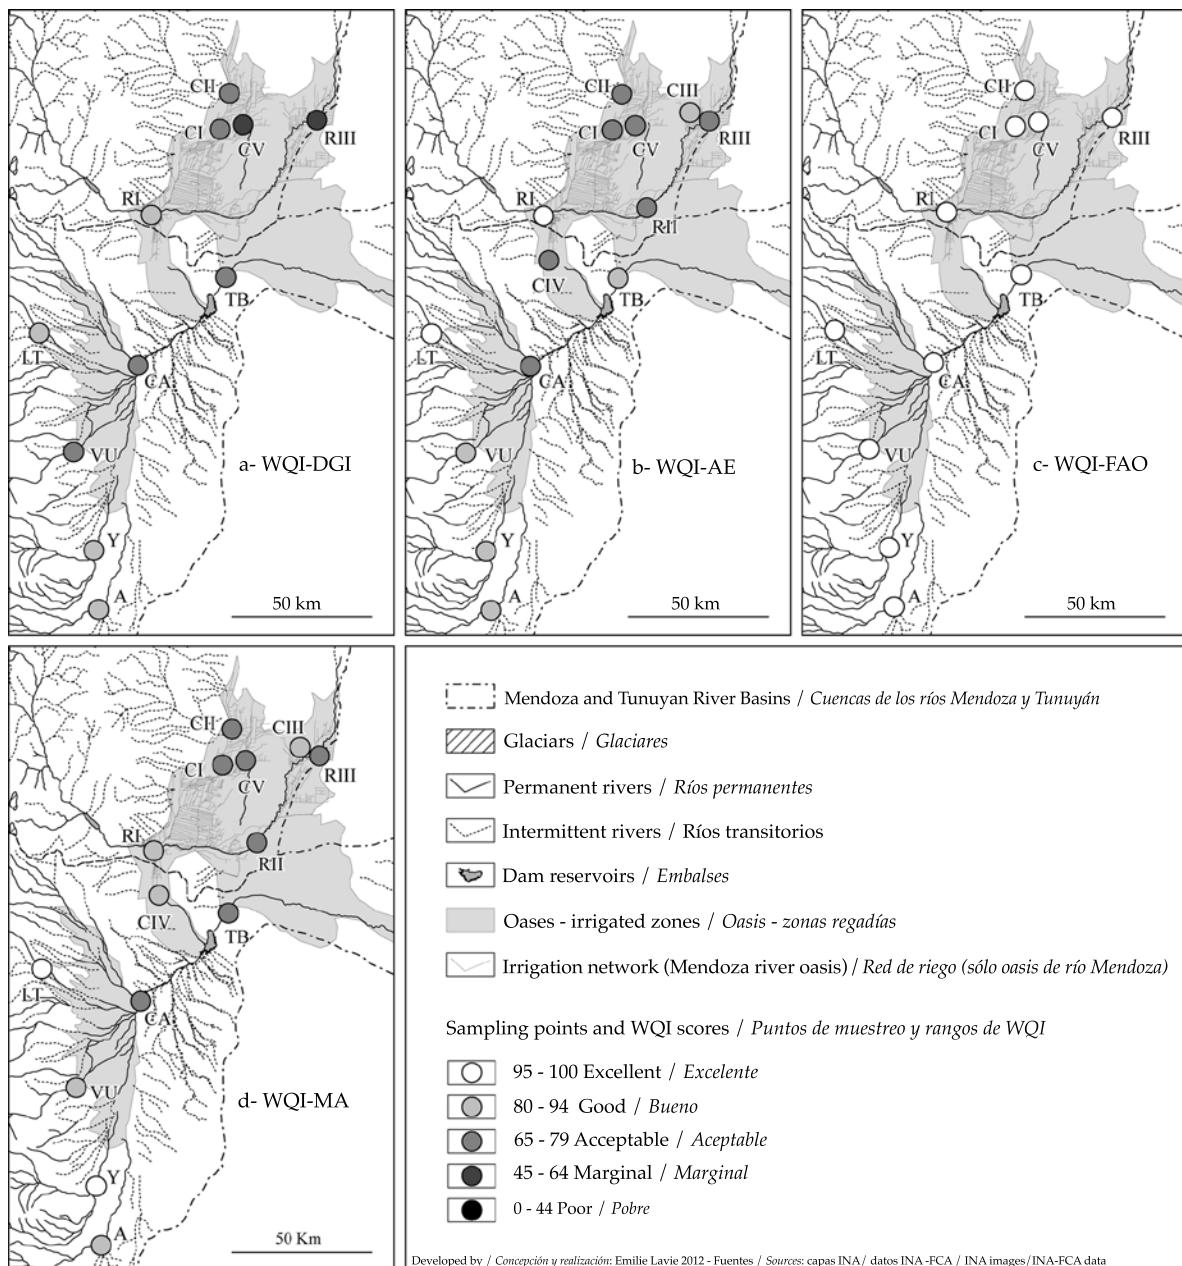 CII
CI
CV
RIII
RI
TB
LT
CA
VU
a- WQI-DGI
Y
A
50 km
CII
CIII
CI
CV
RIII
RI
RII
CIV
TB
LT
CA
VU
b- WQI-AE
Y
A
50 km
CII
CI
CV
RIII
RI
TB
LT
CA
VU
c- WQI-FAO
Y
A
50 km
CII
CIII
CI
CV
RIII
RI
RII
CIV
TB
LT
CA
VU
d- WQI-MA
Y
A
50 Km
Mendoza and Tunuyan River Basins / Cuencas de los ríos Mendoza y Tunuyán
Glaciars / Glaciares
Permanent rivers / Ríos permanentes
Intermittent rivers / Ríos transitorios
Dam reservoirs / Embalses
Oases - irrigated zones / Oasis - zonas regadías
Irrigation network (Mendoza river oasis) / Red de riego (sólo oasis de río Mendoza)
Sampling points and WQI scores / Puntos de muestreo y rangos de WQI
95 - 100 Excellent / Excelente
80 - 94 Good / Bueno
65 - 79 Acceptable / Aceptable
45 - 64 Marginal / Marginal
0 - 44 Poor / Pobre
Developed by / Concepción y realización: Emilie Lavie 2012 - Fuentes / Sources: capas INA/ datos INA -FCA / INA images/INA-FCA data